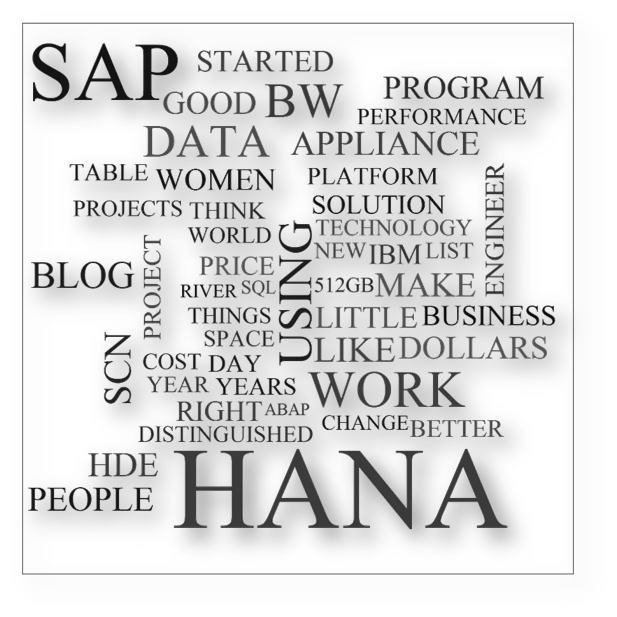 SAP
STARTED
GOOD
BW
PROGRAM
PERFORMANCE
DATA
APPLIANCE
TABLE
WOMEN
PLATFORM
ENGINEER
PROJECTS
THINK
SOLUTION
WORLD
USING
TECHNOLOGY
NEW
IBM
LIST
BLOG
PROJECT
PRICE
RIVER
SQL
512GB
MAKE
THINGS
LITTLE
BUSINESS
SPACE
SCN
COST
DAY
LIKE
DOLLARS
YEAR
YEARS
WORK
RIGHT
ABAP
CHANGE
BETTER
DISTINGUISHED
HDE
HANA
PEOPLE